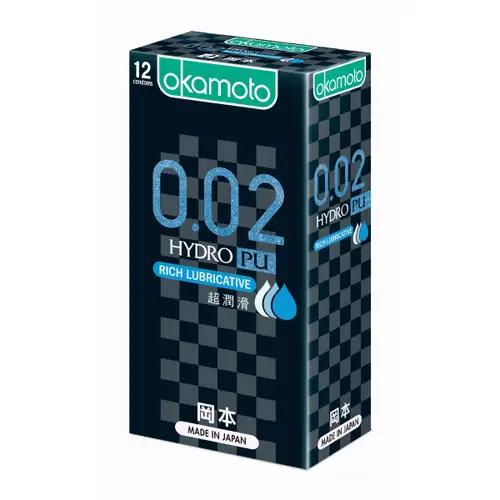 12
condoms
okamoto
0.02
HYDRO PU
RICH LUBRICATIVE
超潤滑
岡本
MADE IN JAPAN
okamoto
0.02
HYDRO PU
RICH LUBRICATIVE
岡本
MADE IN JAPAN